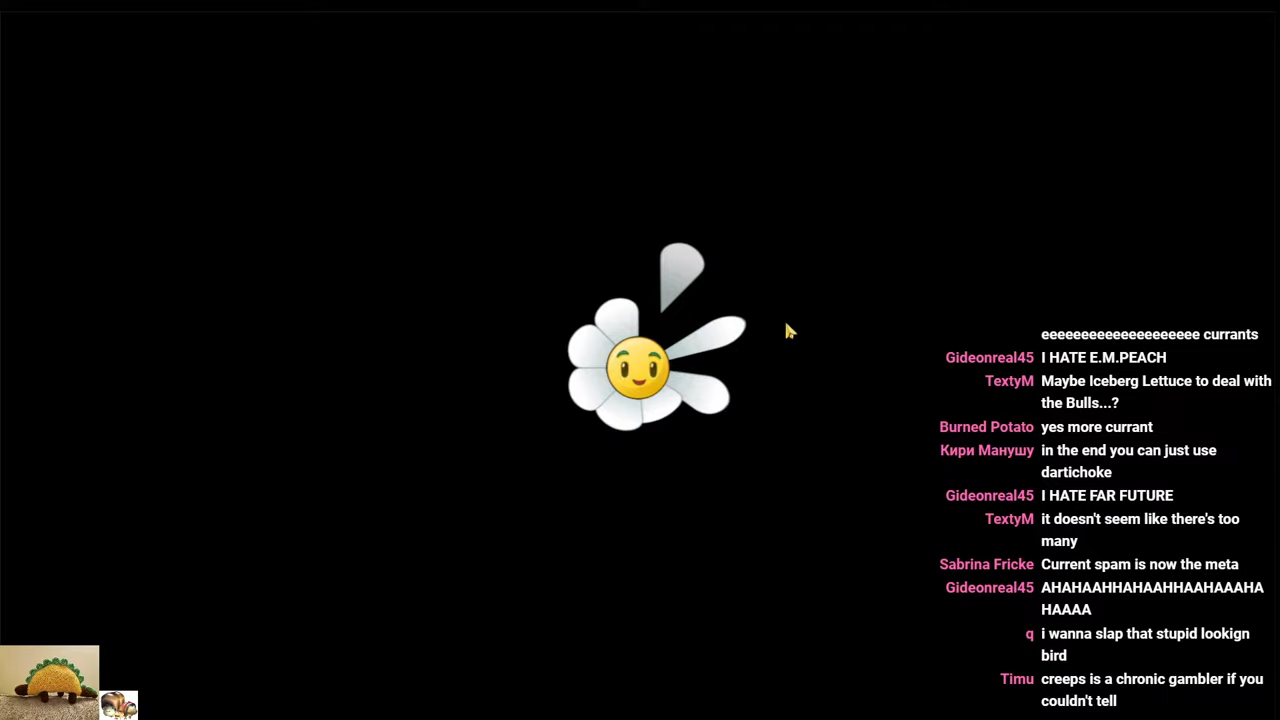 eeeeeeeeeeeeeeeeeee currants
Gideonreal45 I HATE E.M.PEACH
TextyM Maybe Iceberg Lettuce to deal with
the Bulls...?
Burned Potato yes more currant
Кири Манушу in the end you can just use
dartichoke
Gideonreal45 I HATE FAR FUTURE
TextyM it doesn't seem like there's too
many
Sabrina Fricke Current spam is now the meta
Gideonreal45 AHAHAAHHAHAAHHAAHAAAHA
HAAAA
q i wanna slap that stupid lookign
bird
Timu creeps is a chronic gambler if you
couldn't tell